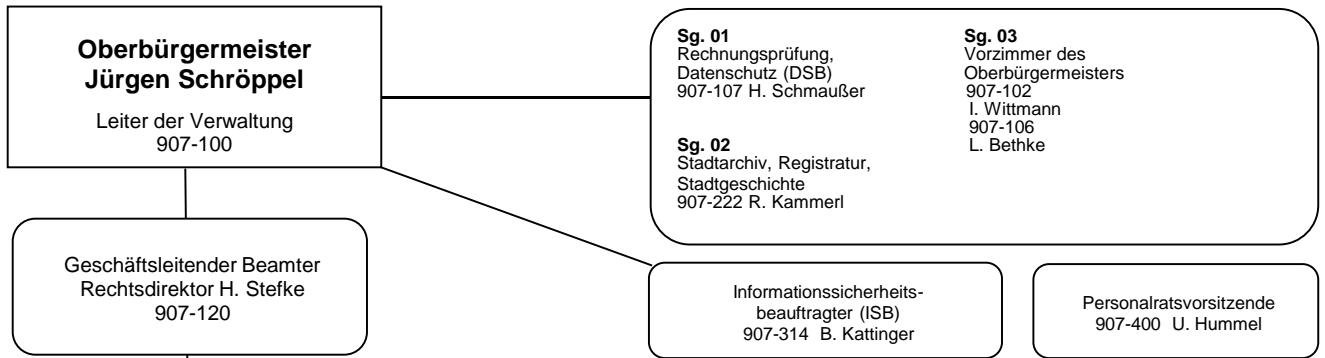 Oberbürgermeister
Jürgen Schröppel
Leiter der Verwaltung
907-100
Geschäftsleitender Beamter
Rechtsdirektor H. Stefke
907-120
Sg. 01
Rechnungsprüfung,
Datenschutz (DSB)
907-107 H. Schmaußer
Sg. 02
Stadtarchiv, Registratur,
Stadtgeschichte
907-222 R. Kammerl
Sg. 03
Vorzimmer des
Oberbürgermeisters
907-102
I. Wittmann
907-106
L. Bethke
Informationssicherheits-
beauftragter (ISB)
907-314 B. Kattinger
Personalratsvorsitzende
907-400 U. Hummel